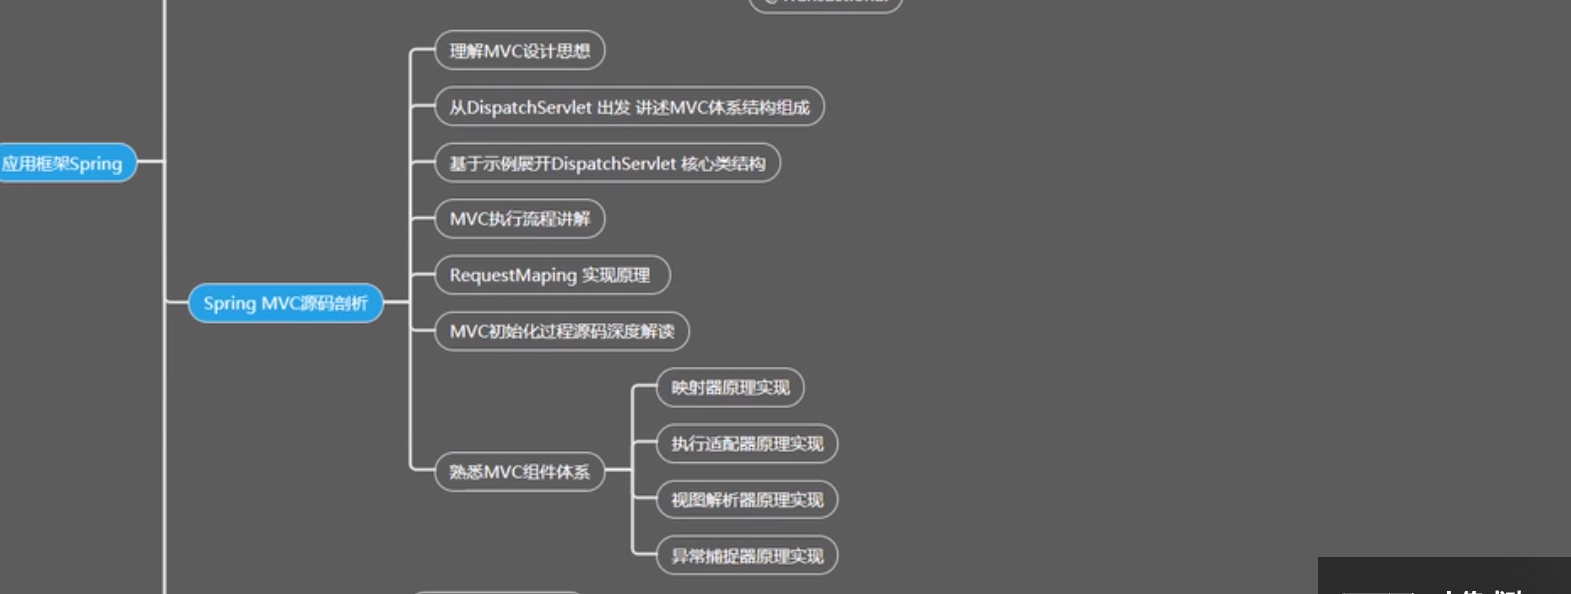 @Transactional
理解MVC设计思想
从DispatchServlet 出发 讲述MVC体系结构组成
应用框架Spring
基于示例展开DispatchServlet 核心类结构
MVC执行流程讲解
RequestMaping 实现原理
Spring MVC源码剖析
MVC初始化过程源码深度解读
映射器原理实现
执行适配器原理实现
熟悉MVC组件体系
视图解析器原理实现
异常捕捉器原理实现